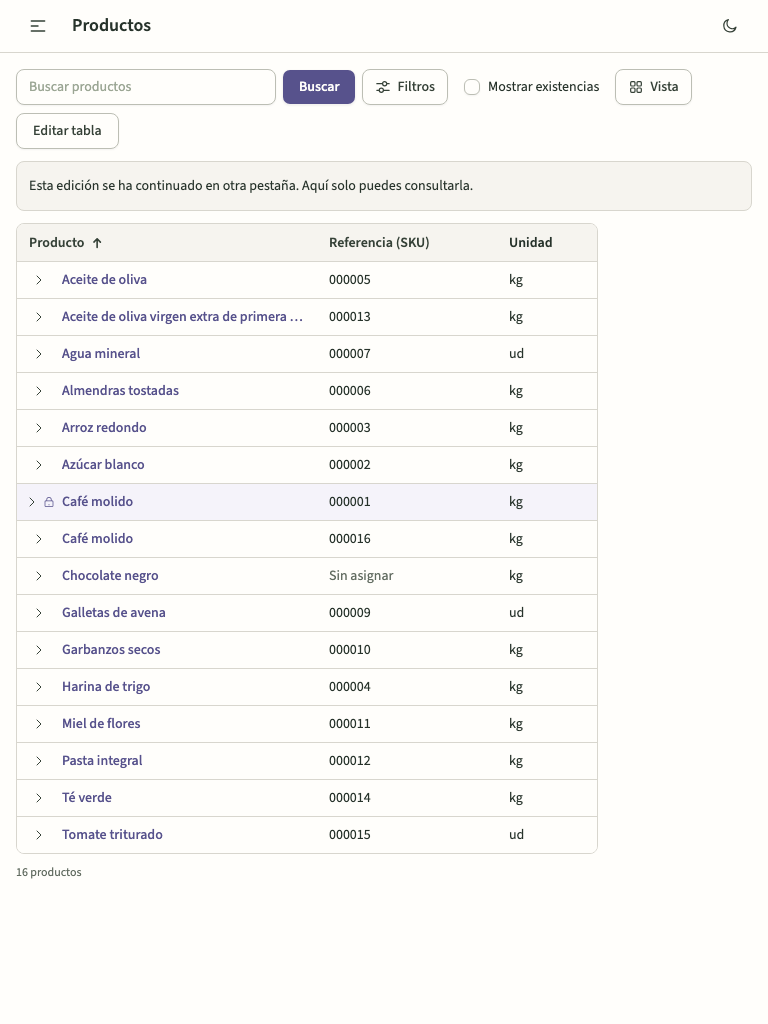 Productos
Buscar productos
Buscar
Filtros
Mostrar existencias
Vista
Editar tabla
Esta edición se ha continuado en otra pestaña. Aquí solo puedes consultarla.
Producto ↑ Referencia (SKU) Unidad
Aceite de oliva 000005 kg
Aceite de oliva virgen extra de primera … 000013 kg
Agua mineral 000007 ud
Almendras tostadas 000006 kg
Arroz redondo 000003 kg
Azúcar blanco 000002 kg
Café molido 000001 kg
Café molido 000016 kg
Chocolate negro Sin asignar kg
Galletas de avena 000009 ud
Garbanzos secos 000010 kg
Harina de trigo 000004 kg
Miel de flores 000011 kg
Pasta integral 000012 kg
Té verde 000014 kg
Tomate triturado 000015 ud
16 productos